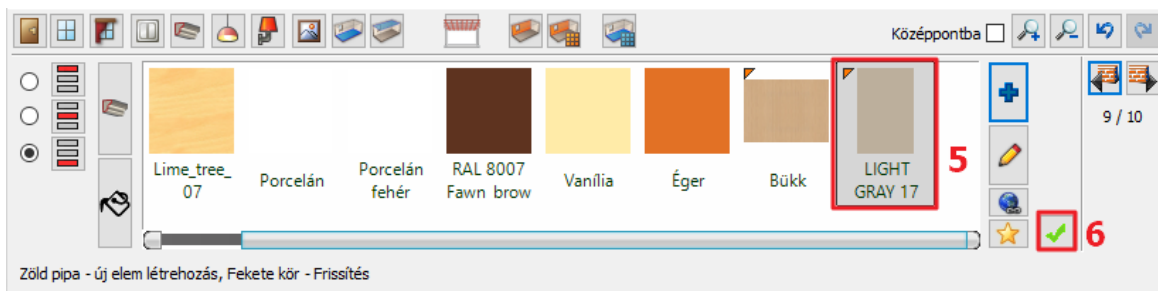 Középpontba
9 / 10
Lime_tree_
07
Porcelán
Porcelán
fehér
RAL 8007
Fawn brow
Vanília
Éger
Bükk
LIGHT
GRAY 17
5
6
Zöld pipa - új elem létrehozás, Fekete kör - Frissítés